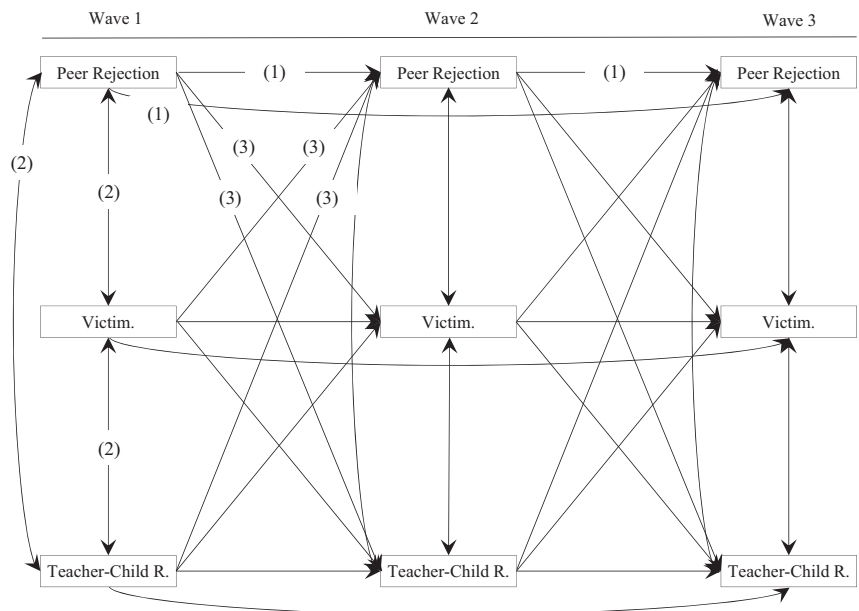 Wave 1 Wave 2 Wave 3
Peer Rejection (1) Peer Rejection (1) Peer Rejection
(1)
(3) (3)
(2)
(2) (3) (3)
Victim. Victim. Victim.
(2)
Teacher-Child R. Teacher-Child R. Teacher-Child R.